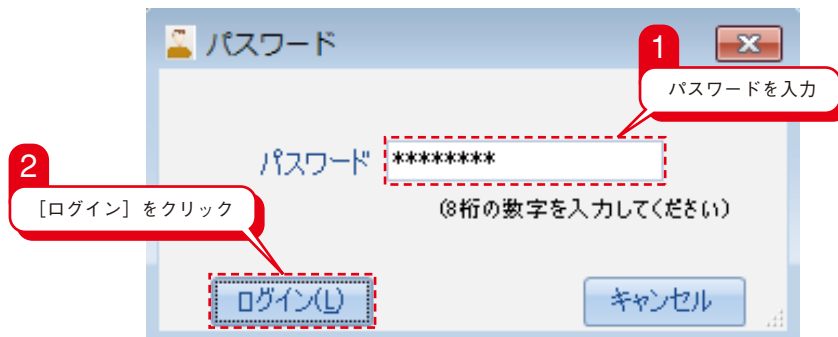 パスワード
1
パスワードを入力
パスワード ********
2
[ログイン]をクリック
(8桁の数字を入力してください)
ログイン(L)
キャンセル